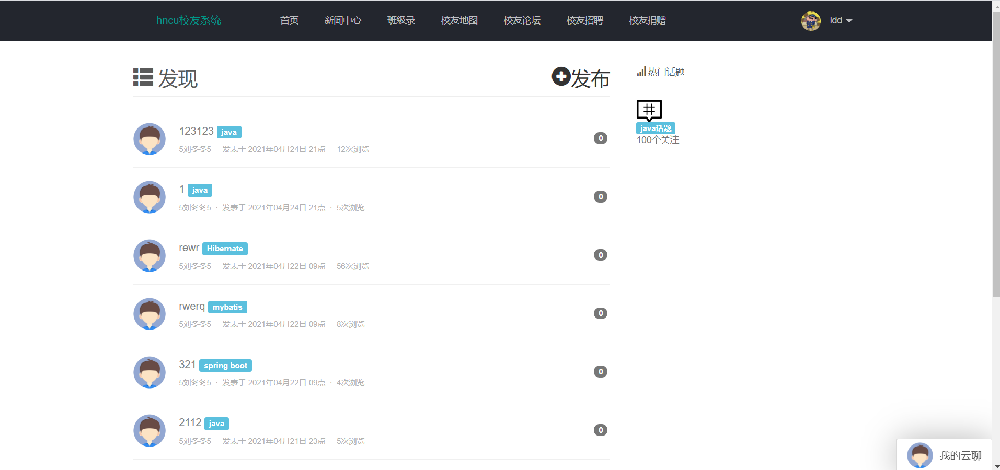 hncu校友系统 首页 新闻中心 班级录 校友地图 校友论坛 校友招聘 校友捐赠 ldd
发现 发布
123123 java
5刘冬冬5 · 发表于 2021年04月24日 21点 · 12次浏览
0
1 java
5刘冬冬5 · 发表于 2021年04月24日 21点 · 5次浏览
0
rewr Hibernate
5刘冬冬5 · 发表于 2021年04月22日 09点 · 56次浏览
0
rwerq mybatis
5刘冬冬5 · 发表于 2021年04月22日 09点 · 8次浏览
0
321 spring boot
5刘冬冬5 · 发表于 2021年04月22日 09点 · 4次浏览
0
2112 java
5刘冬冬5 · 发表于 2021年04月21日 23点 · 5次浏览
0
热门话题
#
java话题
100个关注
我的云聊